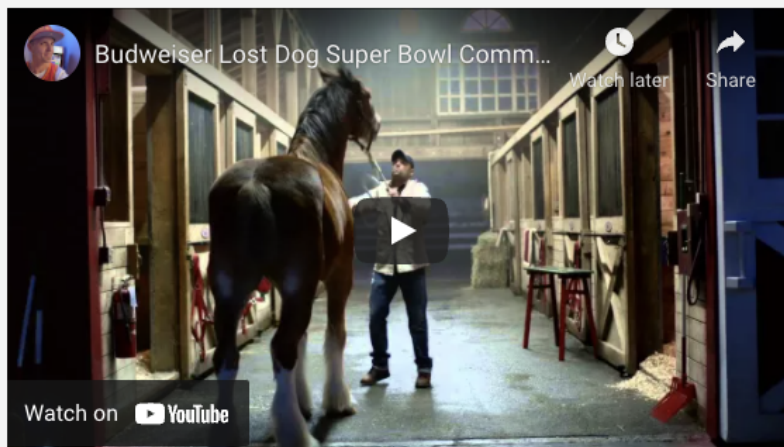 Budweiser Lost Dog Super Bowl Comm...
Watch later
Share
Watch on YouTube